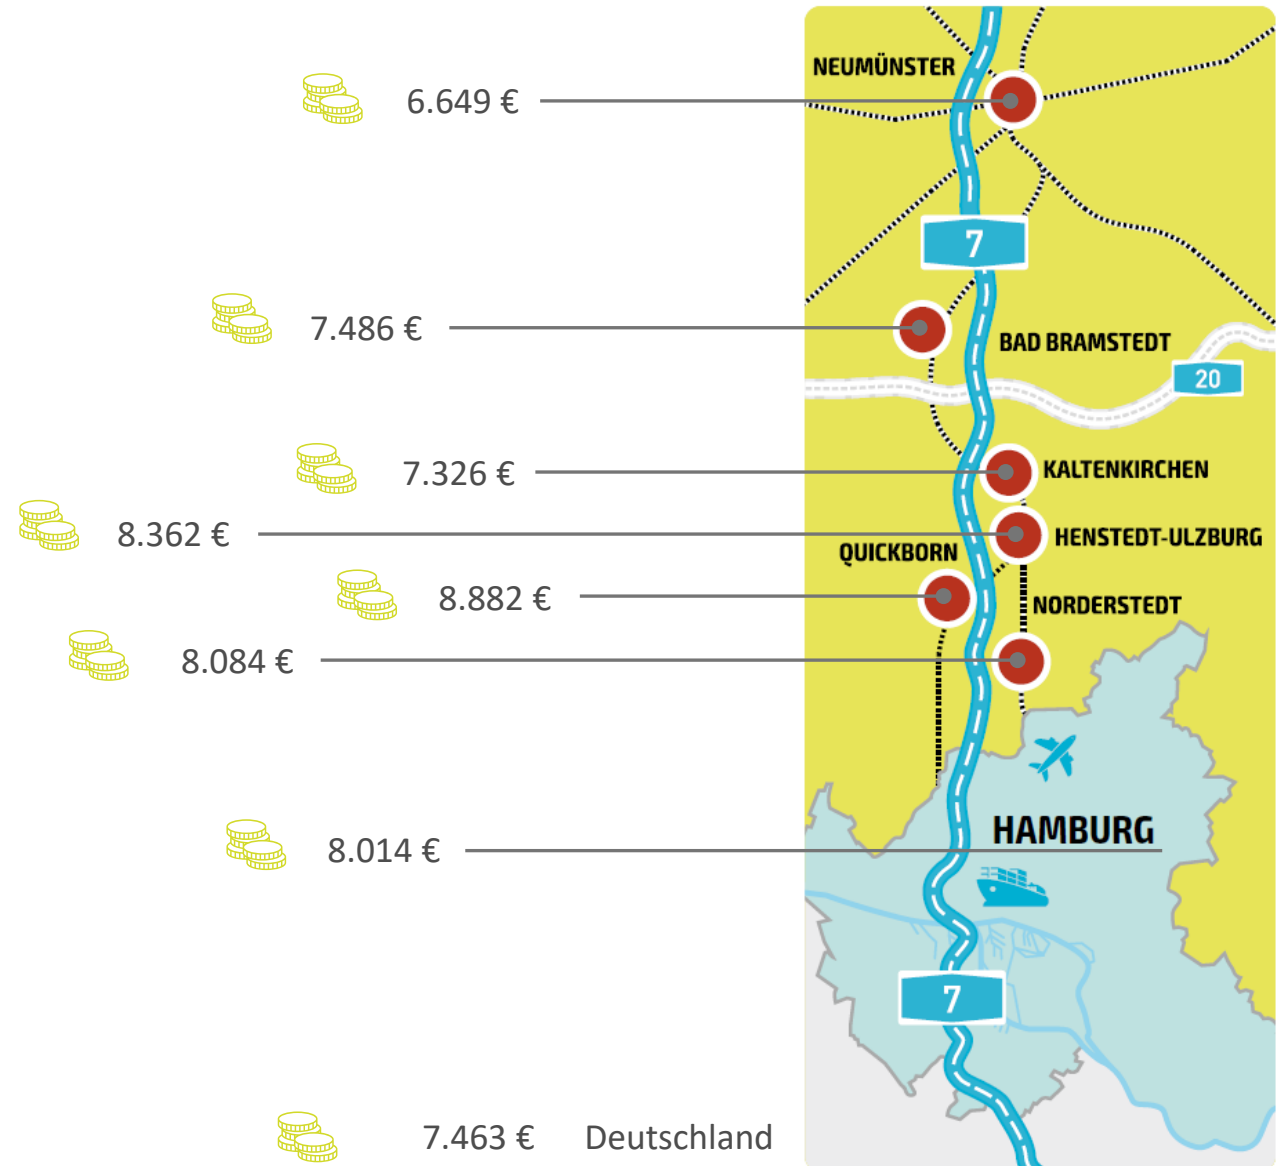 NEUMÜNSTER
6.649 €
7
7.486 €
BAD BRAMSTEDT
20
7.326 €
KALTENKIRCHEN
8.362 €
HENSTEDT-ULZBURG
QUICKBORN
8.882 €
NORDERSTEDT
8.084 €
HAMBURG
8.014 €
7
7.463 € Deutschland